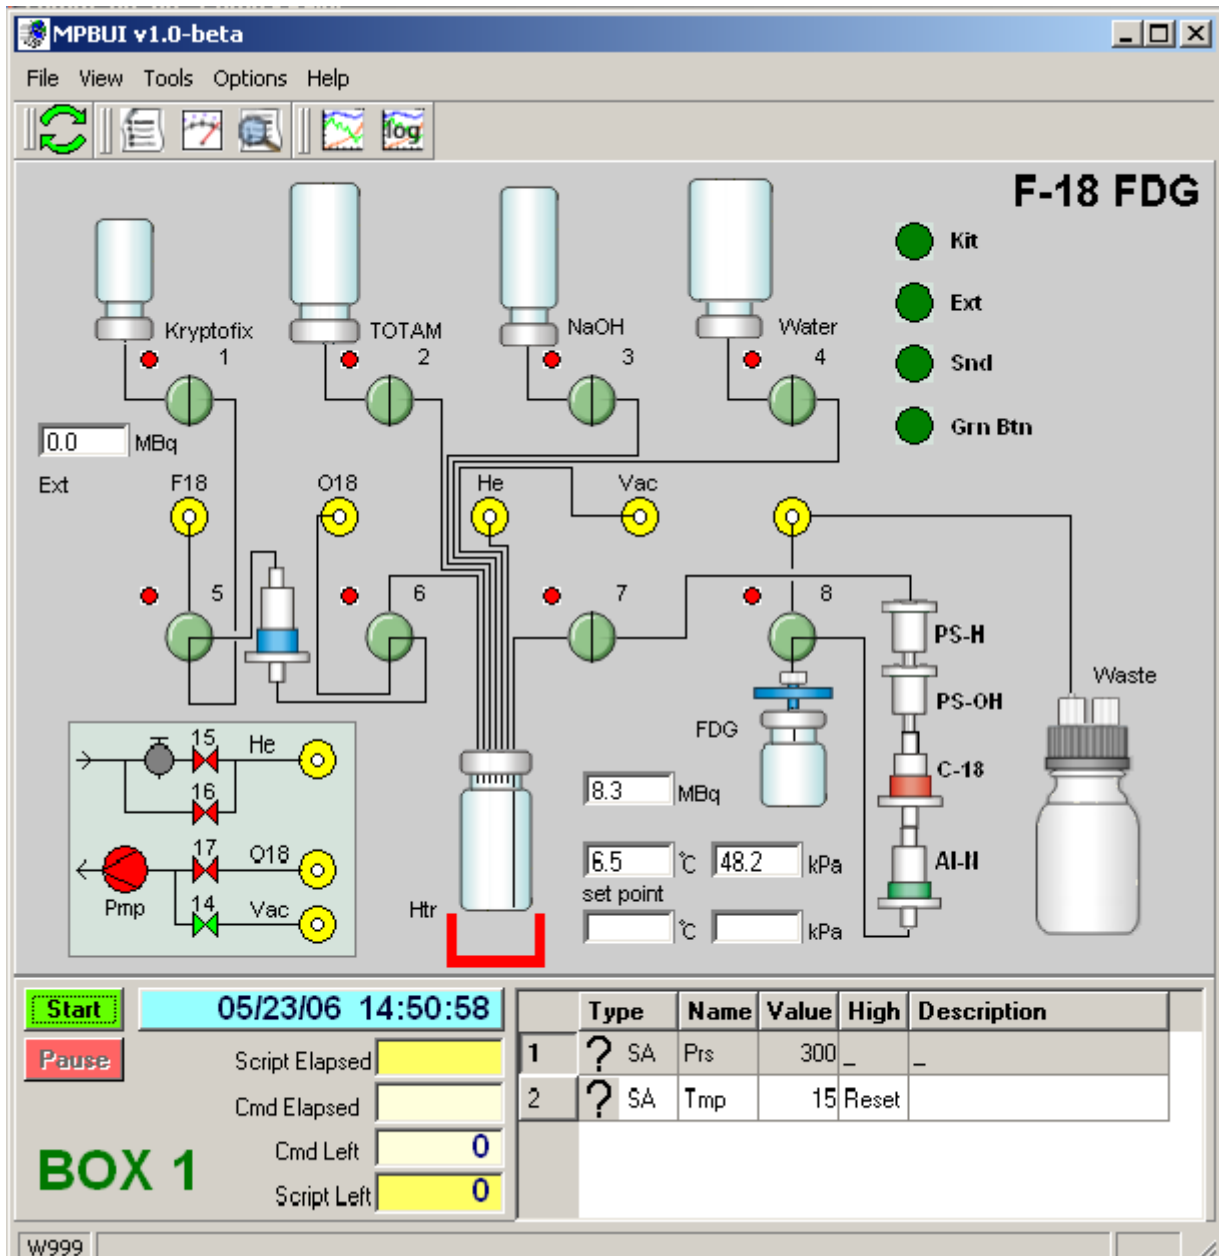 MPBUI v1.0-beta
File View Tools Options Help
log
F-18 FDG
Kit
Ext
Snd
Grn Btn
Kryptofix
1
TOTAM
2
NaOH
3
Water
4
0.0 MBq
Ext
F18
O18
He
Vac
5
6
7
8
PS-H
PS-OH
C-18
Al-N
Waste
FDG
8.3 MBq
6.5 °C 48.2 kPa
set point
°C kPa
15 He
16
17 O18
Pmp
14 Vac
Htr
Start
05/23/06 14:50:58
Pause
Script Elapsed
Cmd Elapsed
Cmd Left 0
Script Left 0
BOX 1
Type Name Value High Description
1 ? SA Prs 300 _ _
2 ? SA Tmp 15 Reset
W999